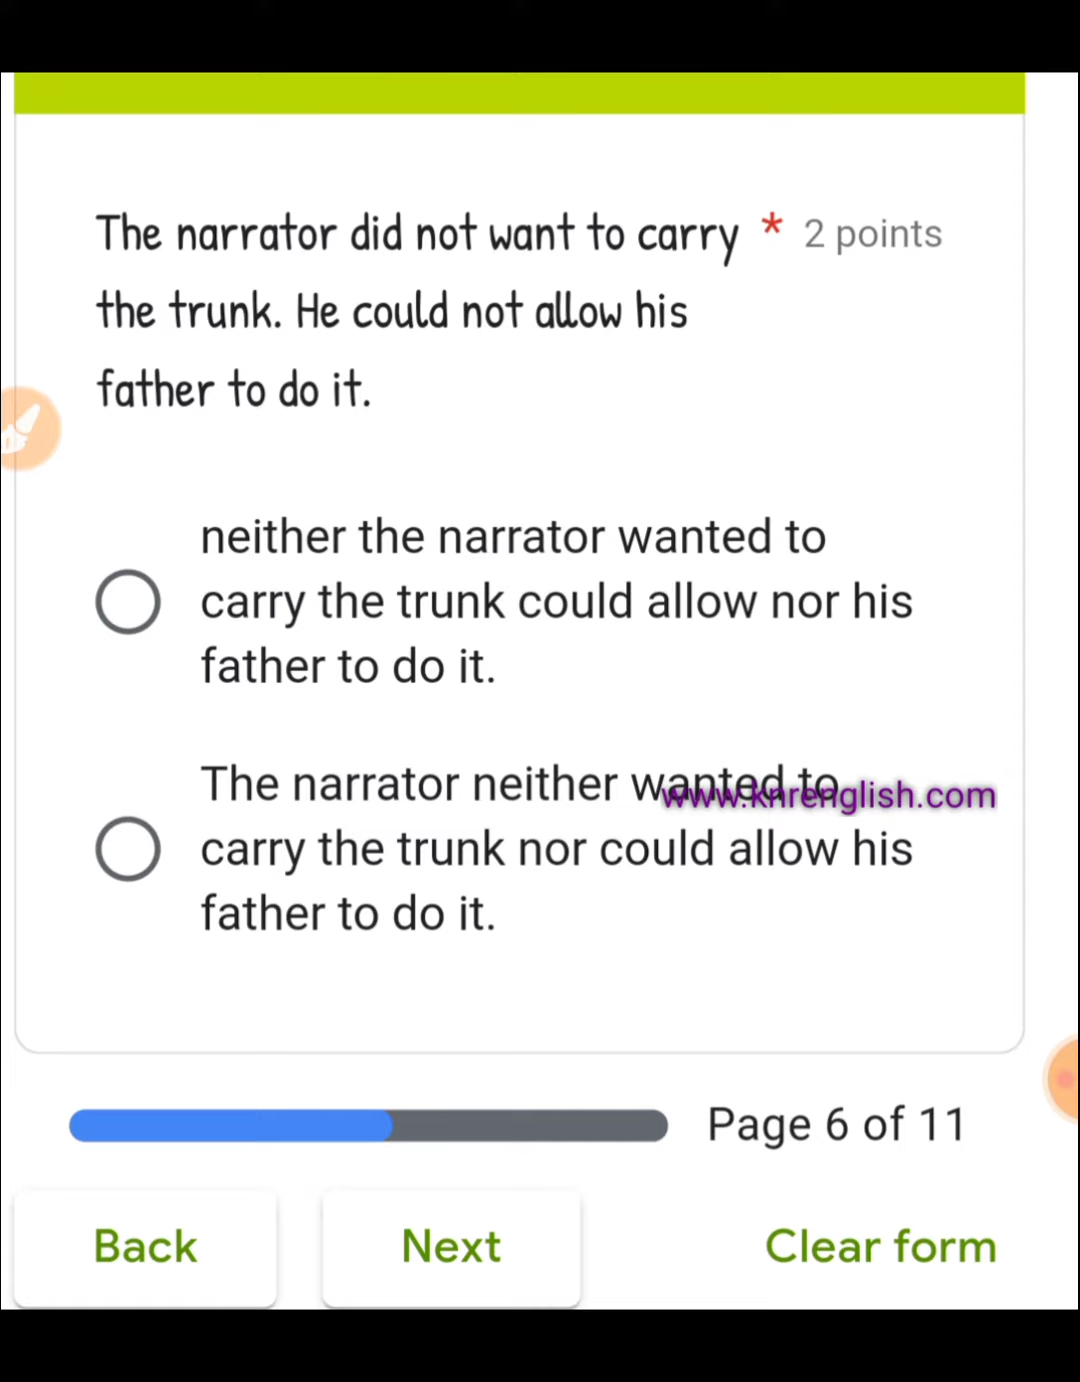 The narrator did not want to carry * 2 points
the trunk. He could not allow his
father to do it.
neither the narrator wanted to
carry the trunk could allow nor his
father to do it.
The narrator neither wanted to
www.knrenglish.com
carry the trunk nor could allow his
father to do it.
Page 6 of 11
Back Next Clear form